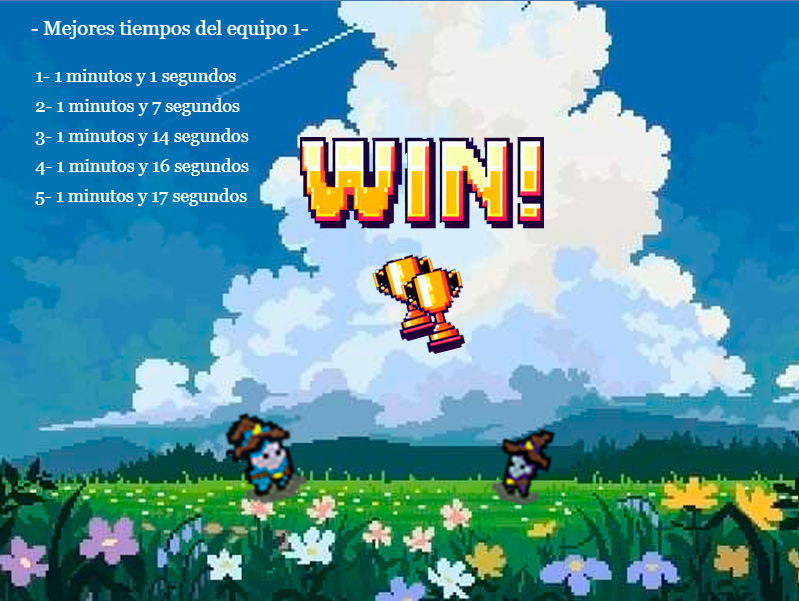 - Mejores tiempos del equipo 1-
1- 1 minutos y 1 segundos
2- 1 minutos y 7 segundos
3- 1 minutos y 14 segundos
4- 1 minutos y 16 segundos
5- 1 minutos y 17 segundos
WIN!